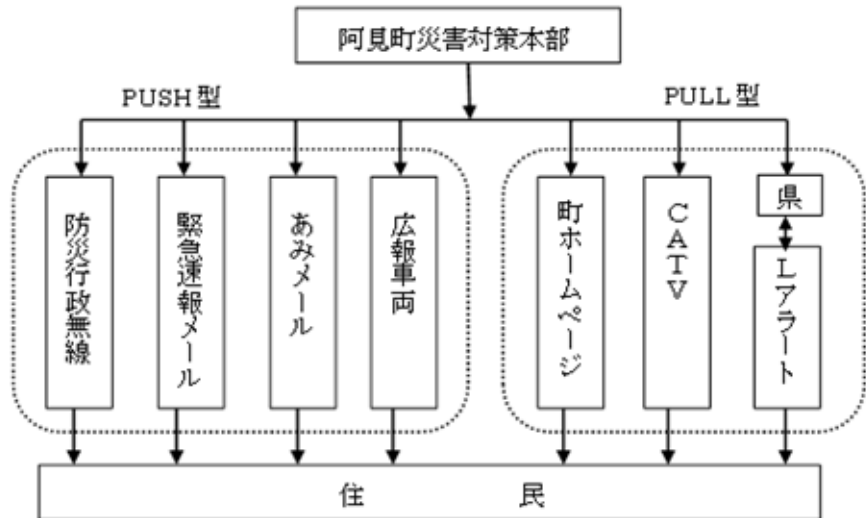 阿見町災害対策本部
PUSH型
PULL型
防災行政無線
緊急速報メール
あみメール
広報車両
町ホームページ
CATV
県
Lアラート
住民